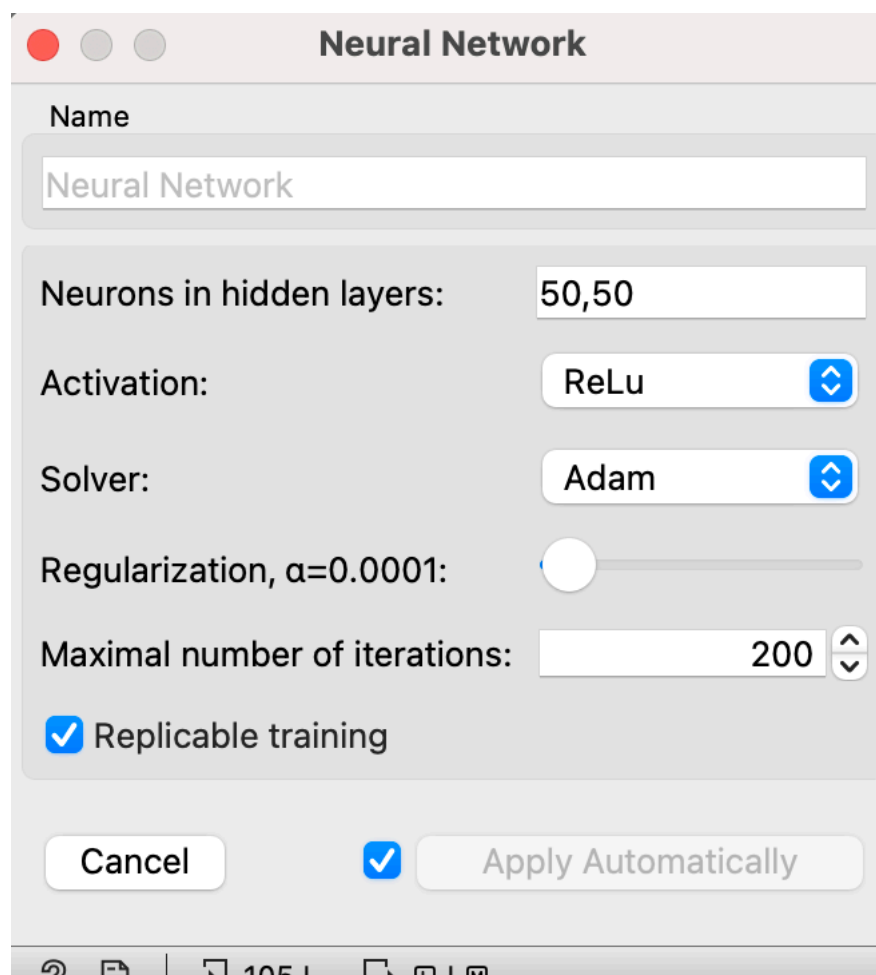 Neural Network
Name
Neural Network
Neurons in hidden layers: 50,50
Activation: ReLu
Solver: Adam
Regularization, α=0.0001:
Maximal number of iterations: 200
Replicable training
Cancel Apply Automatically